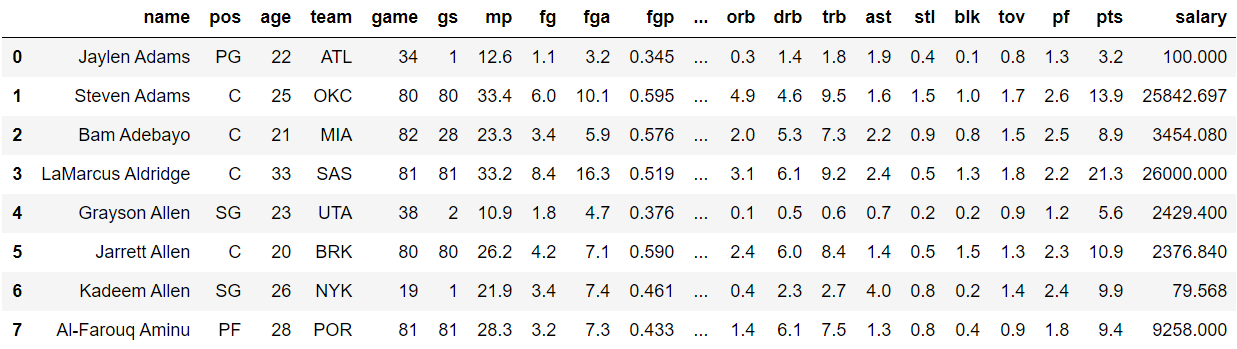 name pos age team game gs mp fg fga fgp ... orb drb trb ast stl blk tov pf pts salary
0 Jaylen Adams PG 22 ATL 34 1 12.6 1.1 3.2 0.345 ... 0.3 1.4 1.8 1.9 0.4 0.1 0.8 1.3 3.2 100.000
1 Steven Adams C 25 OKC 80 80 33.4 6.0 10.1 0.595 ... 4.9 4.6 9.5 1.6 1.5 1.0 1.7 2.6 13.9 25842.697
2 Bam Adebayo C 21 MIA 82 28 23.3 3.4 5.9 0.576 ... 2.0 5.3 7.3 2.2 0.9 0.8 1.5 2.5 8.9 3454.080
3 LaMarcus Aldridge C 33 SAS 81 81 33.2 8.4 16.3 0.519 ... 3.1 6.1 9.2 2.4 0.5 1.3 1.8 2.2 21.3 26000.000
4 Grayson Allen SG 23 UTA 38 2 10.9 1.8 4.7 0.376 ... 0.1 0.5 0.6 0.7 0.2 0.2 0.9 1.2 5.6 2429.400
5 Jarrett Allen C 20 BRK 80 80 26.2 4.2 7.1 0.590 ... 2.4 6.0 8.4 1.4 0.5 1.5 1.3 2.3 10.9 2376.840
6 Kadeem Allen SG 26 NYK 19 1 21.9 3.4 7.4 0.461 ... 0.4 2.3 2.7 4.0 0.8 0.2 1.4 2.4 9.9 79.568
7 Al-Farouq Aminu PF 28 POR 81 81 28.3 3.2 7.3 0.433 ... 1.4 6.1 7.5 1.3 0.8 0.4 0.9 1.8 9.4 9258.000